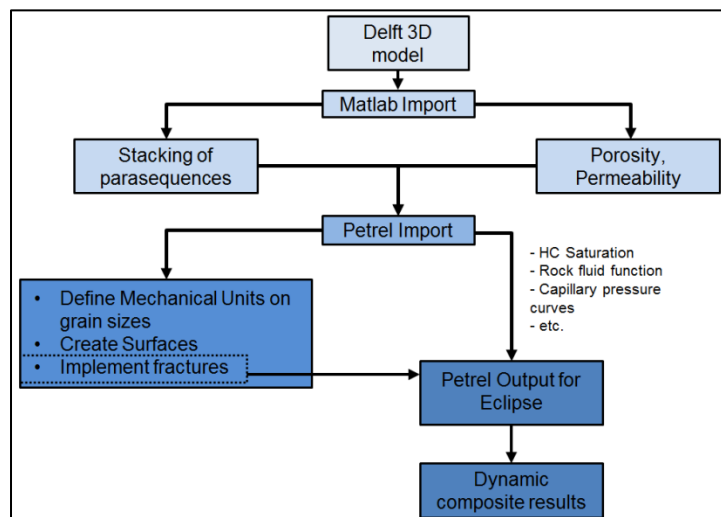 Delft 3D
model
Matlab Import
Stacking of
parasequences
Porosity,
Permeability
Petrel Import
- HC Saturation
- Rock fluid function
- Capillary pressure
curves
- etc.
• Define Mechanical Units on
grain sizes
• Create Surfaces
• Implement fractures
Petrel Output for
Eclipse
Dynamic
composite results